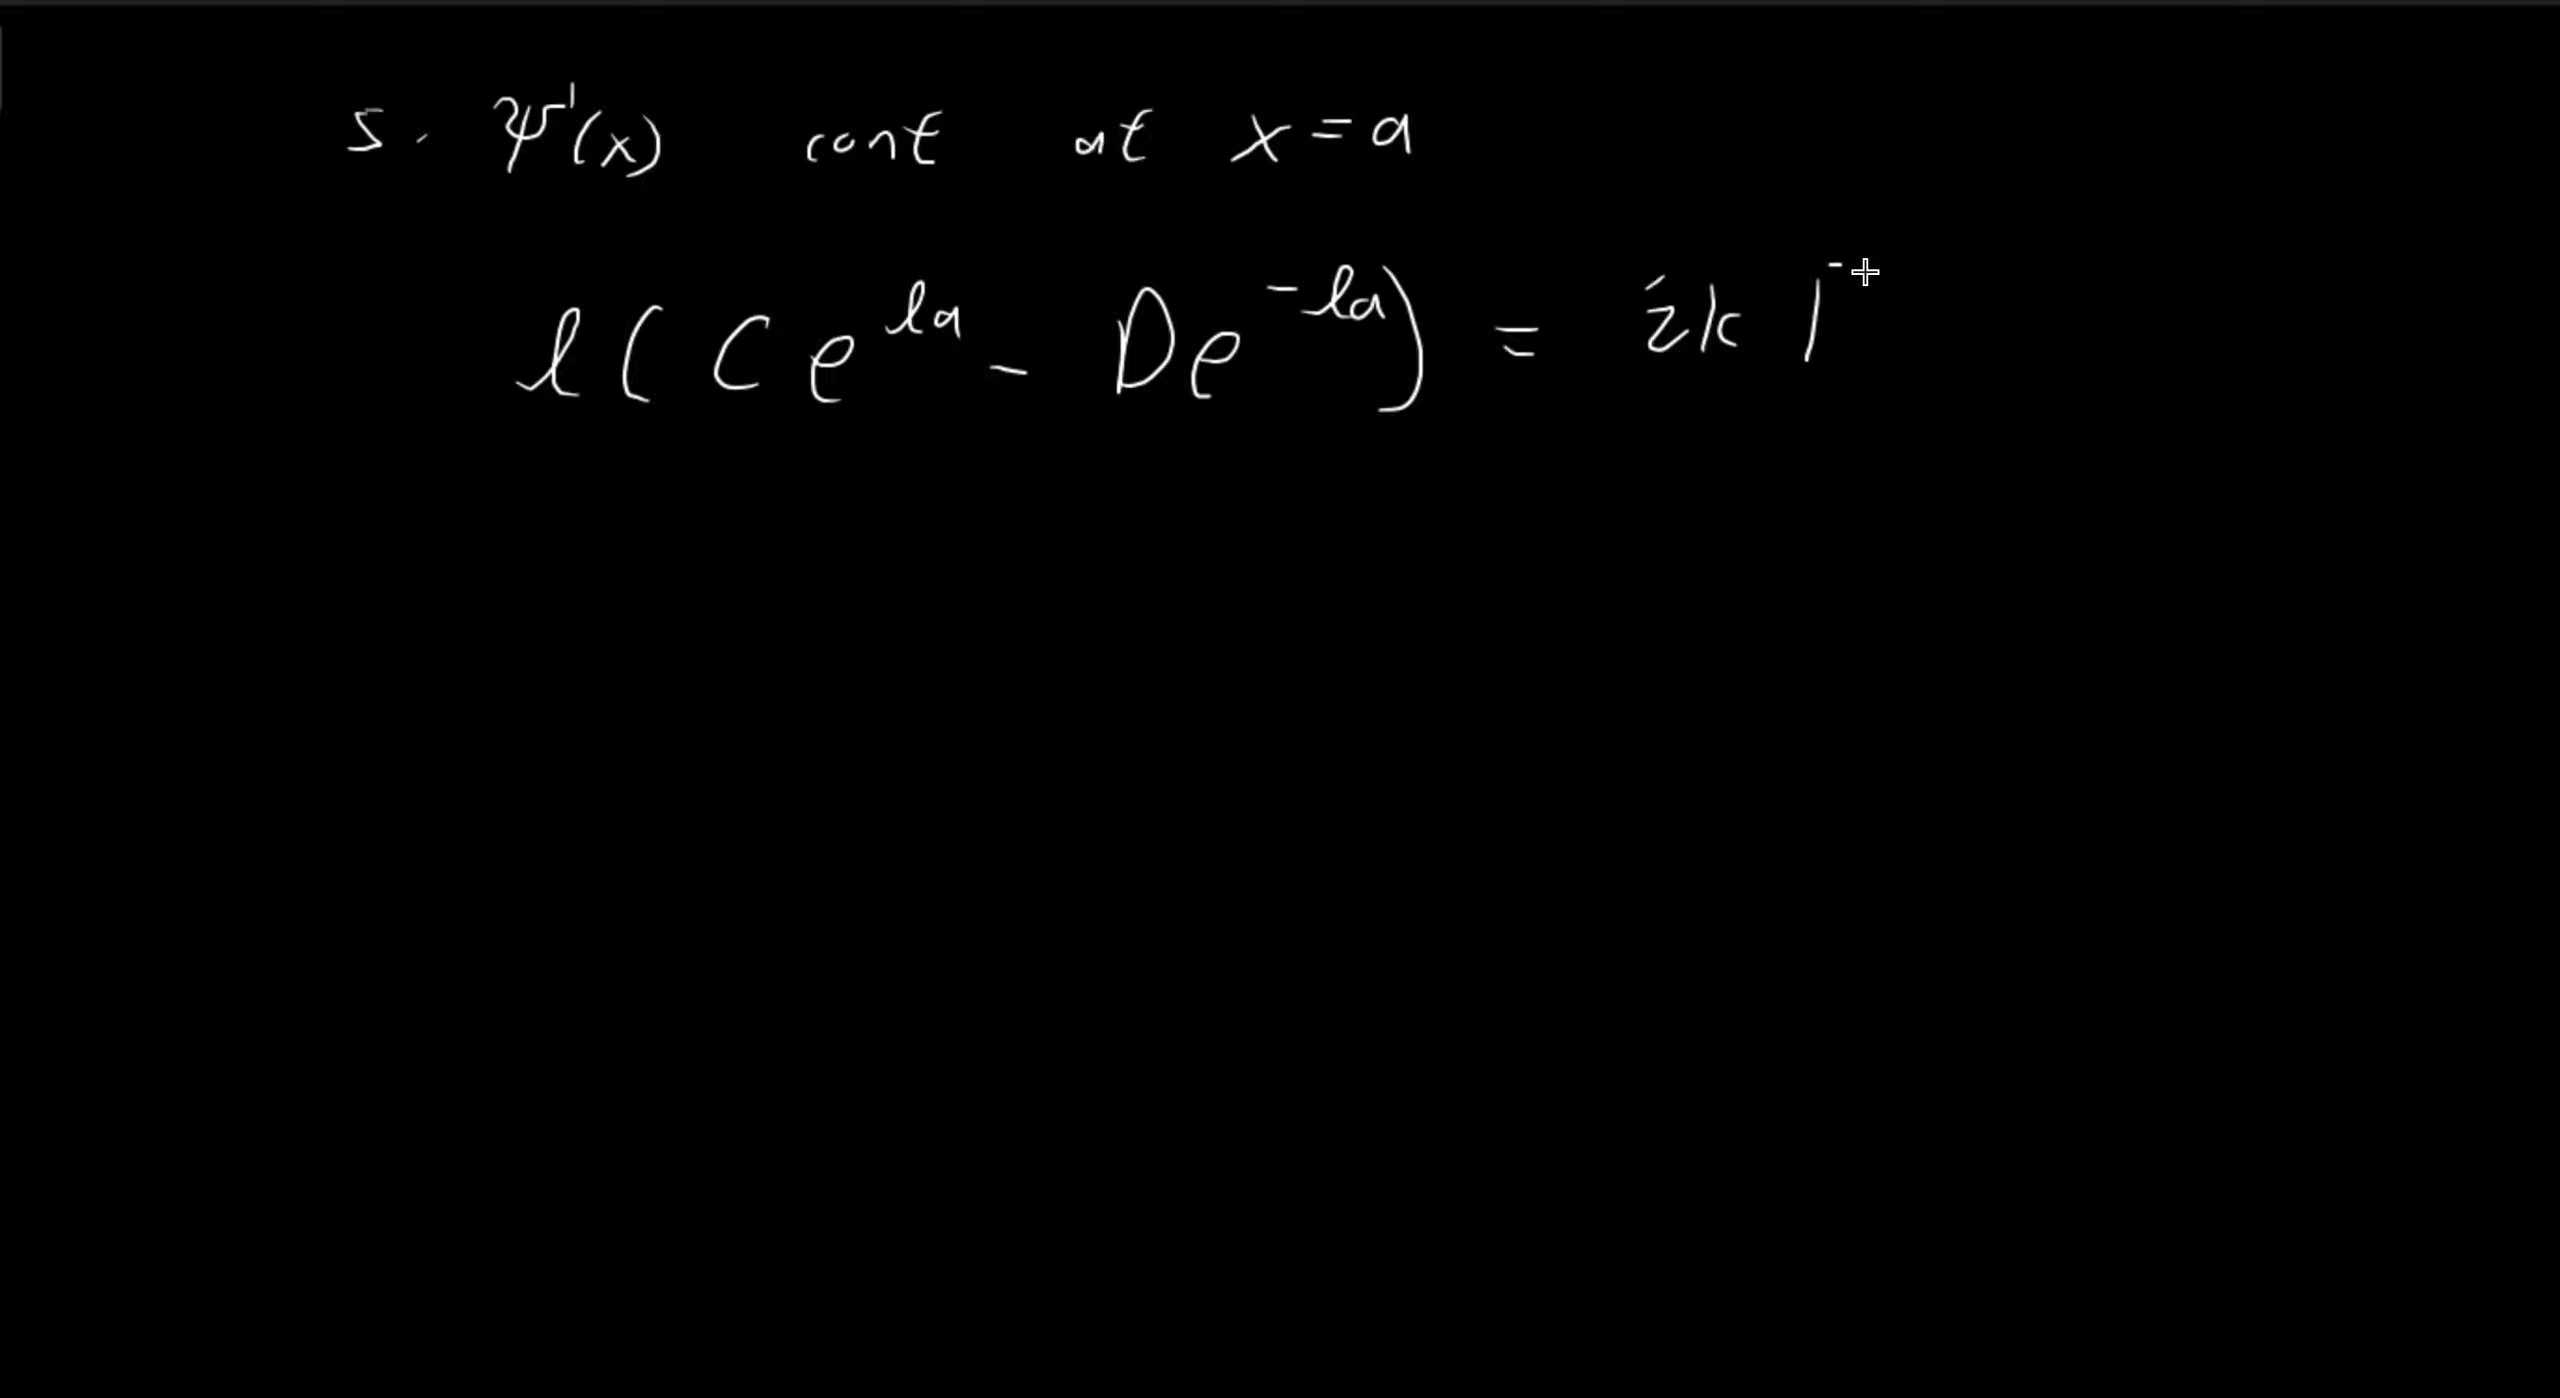 5. ψ'(x) cont at x = a
l(Ce^{la} - De^{-la}) = ik